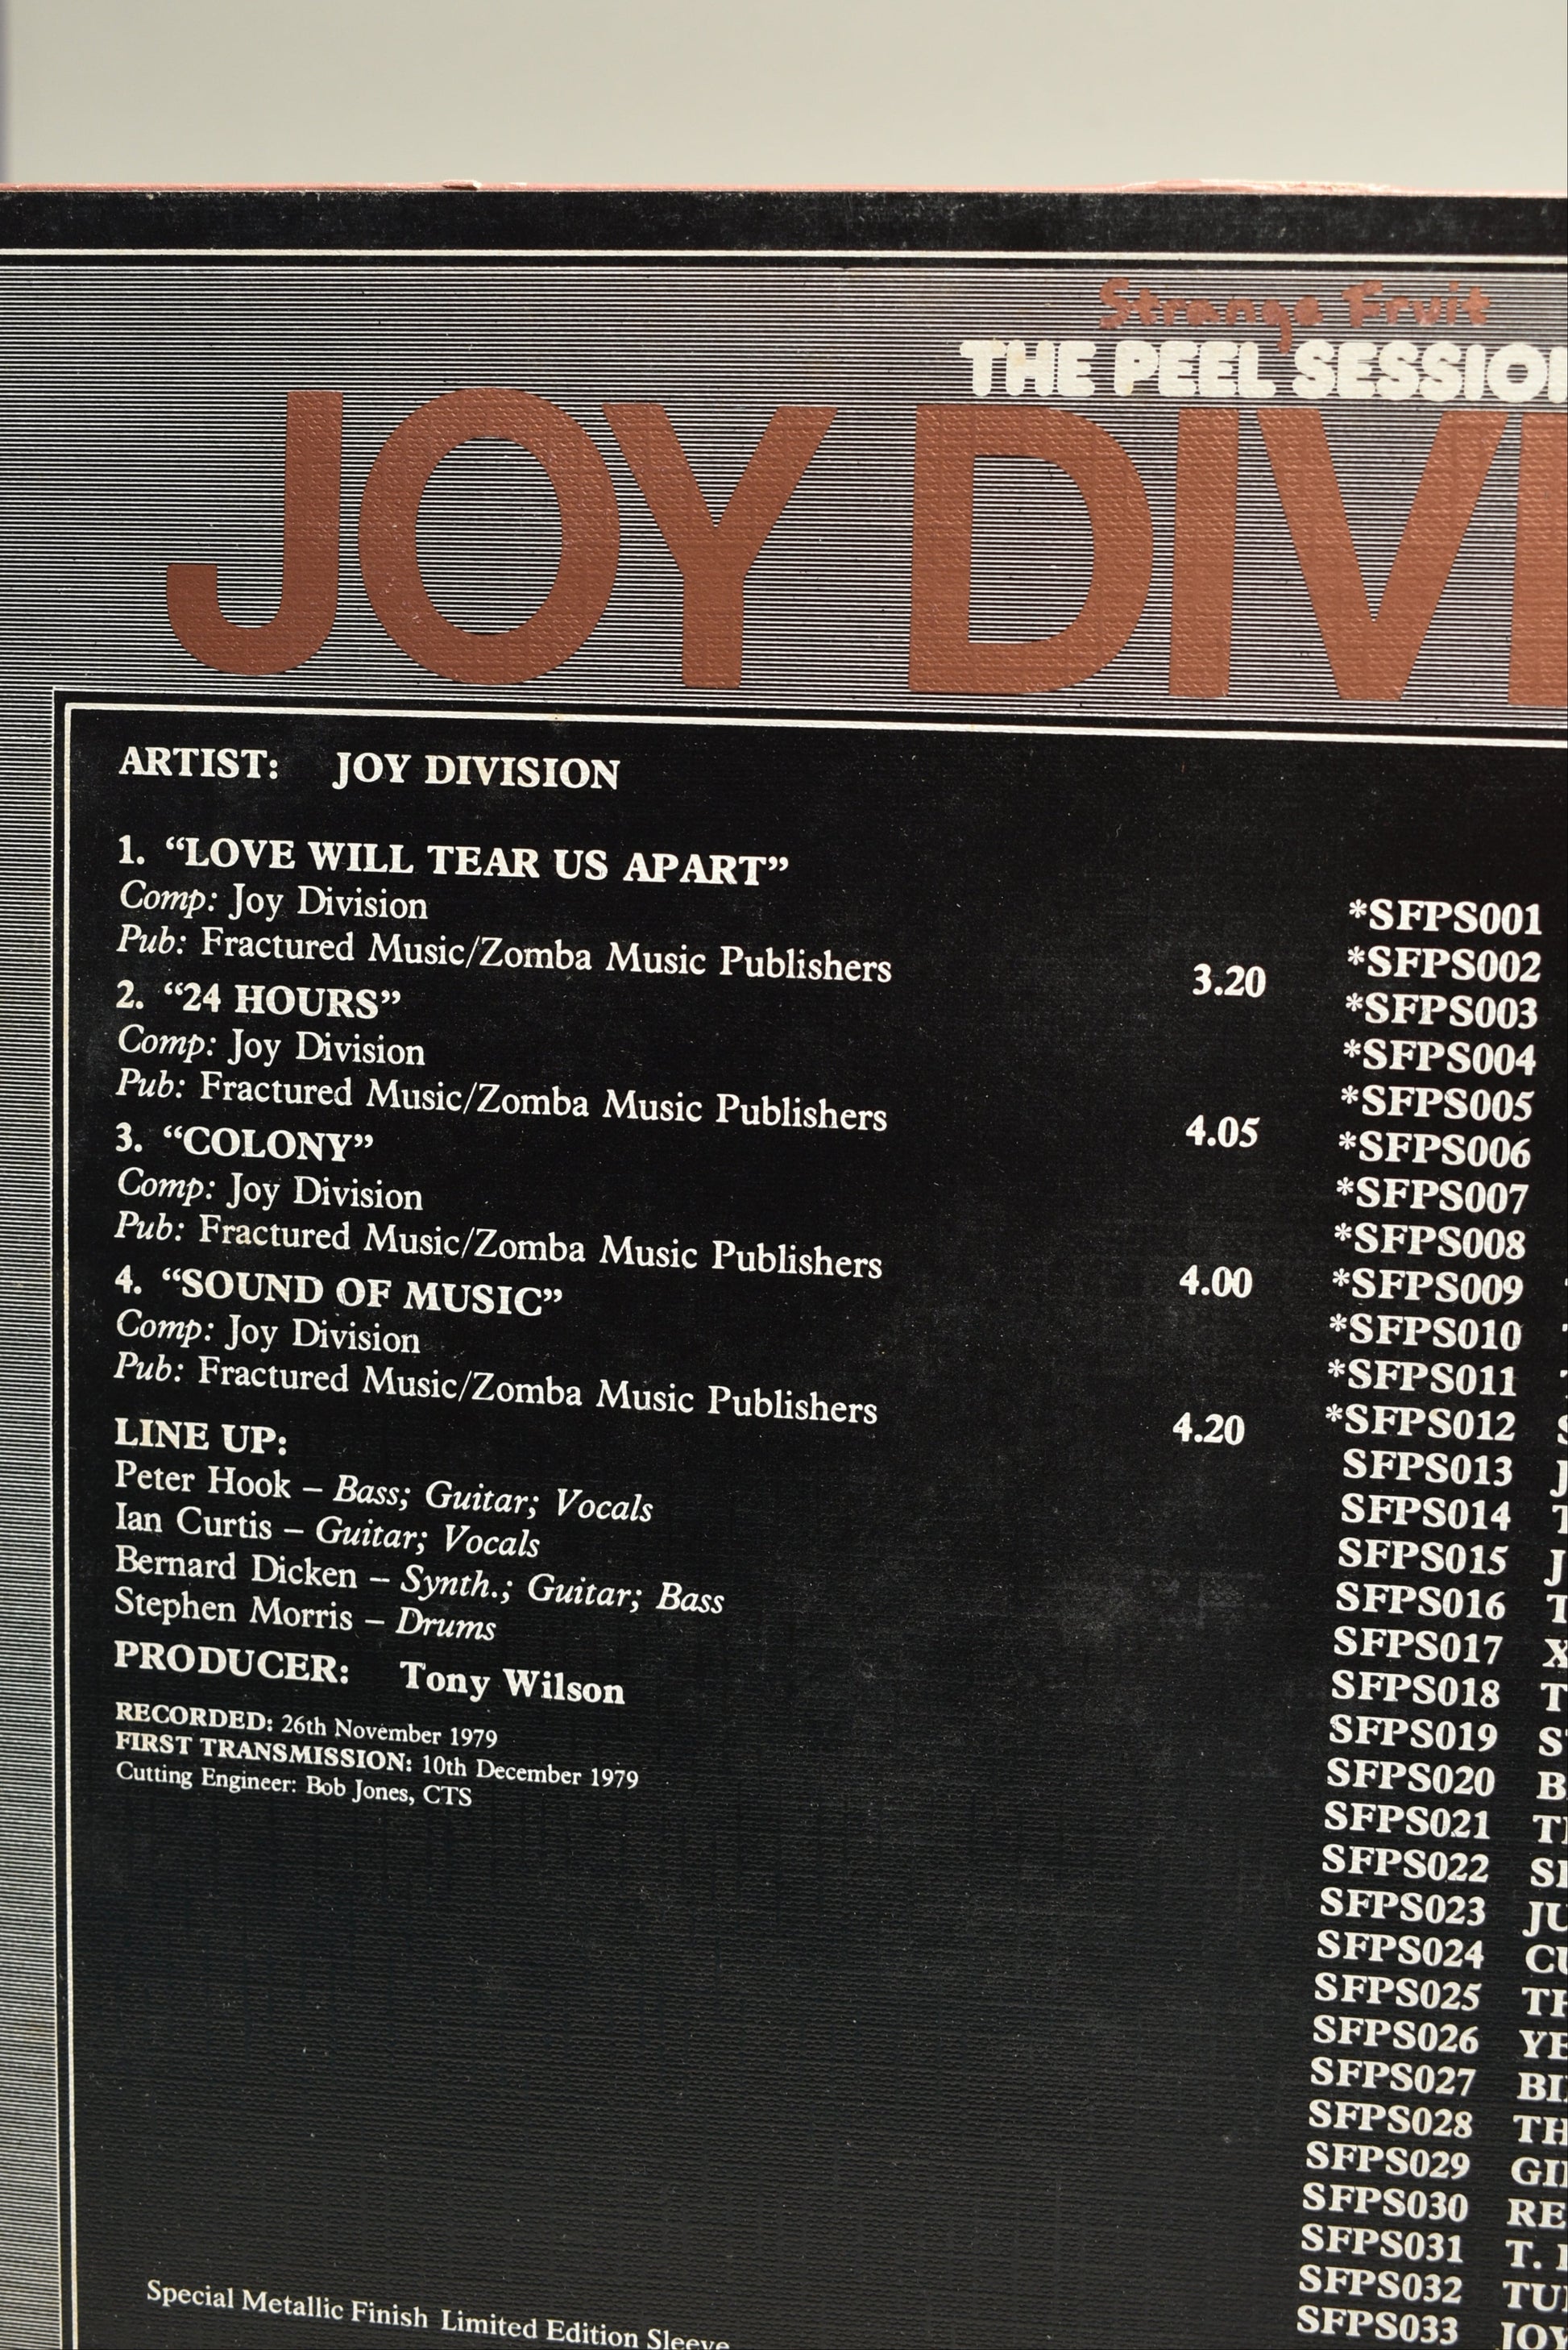 Strange Fruit
THE PEEL
JOY
ARTIST: JOY DIVISION
1. “LOVE WILL TEAR US APART”
Comp: Joy Division
Pub: Fractured Music/Zomba Music Publishers 3.20
2. “24 HOURS”
Comp: Joy Division
Pub: Fractured Music/Zomba Music Publishers 4.05
3. “COLONY”
Comp: Joy Division
Pub: Fractured Music/Zomba Music Publishers 4.00
4. “SOUND OF MUSIC”
Comp: Joy Division
Pub: Fractured Music/Zomba Music Publishers 4.20
LINE UP:
Peter Hook – Bass; Guitar; Vocals
Ian Curtis – Guitar; Vocals
Bernard Dicken – Synth.; Guitar; Bass
Stephen Morris – Drums
PRODUCER: Tony Wilson
RECORDED: 26th November 1979
FIRST TRANSMISSION: 10th December 1979
Cutting Engineer: Bob Jones, CTS
Special Metallic Finish Limited Edition Sleeve
*SFPS001
*SFPS002
*SFPS003
*SFPS004
*SFPS005
*SFPS006
*SFPS007
*SFPS008
*SFPS009
*SFPS010
*SFPS011
*SFPS012
SFPS013
SFPS014
SFPS015
SFPS016
SFPS017
SFPS018
SFPS019
SFPS020
SFPS021
SFPS022
SFPS023
SFPS024
SFPS025
SFPS026
SFPS027
SFPS028
SFPS029
SFPS030
SFPS031 T.
SFPS032
SFPS033